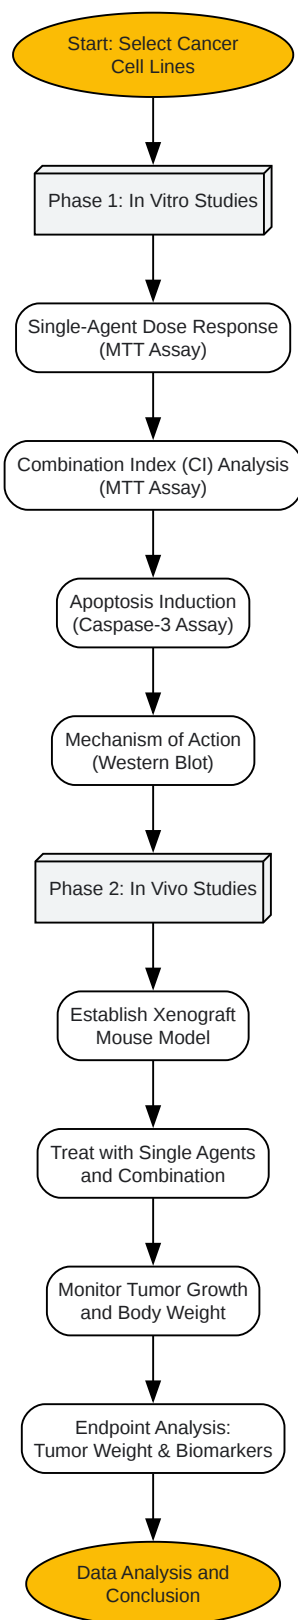 Start: Select Cancer
Cell Lines
Phase 1: In Vitro Studies
Single-Agent Dose Response
(MTT Assay)
Combination Index (CI) Analysis
(MTT Assay)
Apoptosis Induction
(Caspase-3 Assay)
Mechanism of Action
(Western Blot)
Phase 2: In Vivo Studies
Establish Xenograft
Mouse Model
Treat with Single Agents
and Combination
Monitor Tumor Growth
and Body Weight
Endpoint Analysis:
Tumor Weight & Biomarkers
Data Analysis and
Conclusion